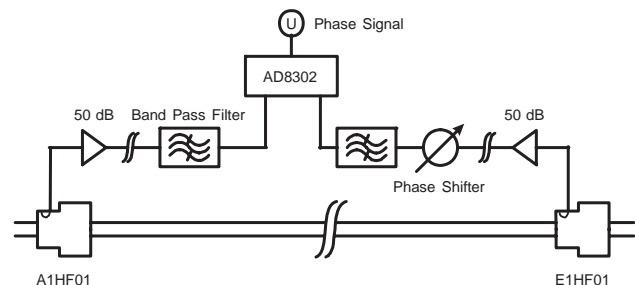 U Phase Signal
AD8302
50 dB Band Pass Filter 50 dB
Phase Shifter
A1HF01 E1HF01